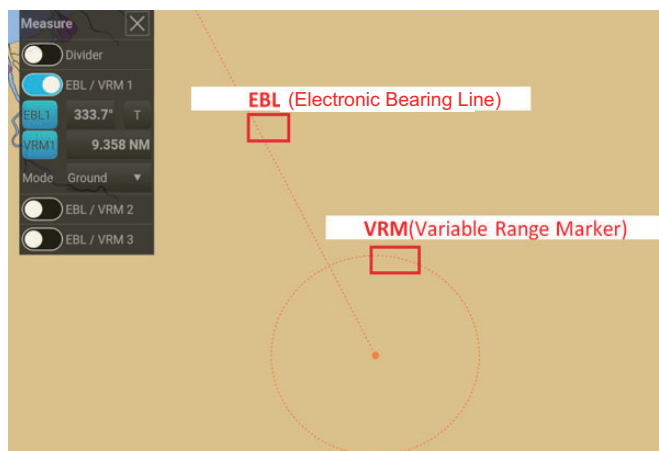 Measure
Divider
EBL / VRM 1
EBL1 333.7° T
VRM1 9.358 NM
Mode Ground
EBL / VRM 2
EBL / VRM 3
EBL (Electronic Bearing Line)
VRM(Variable Range Marker)